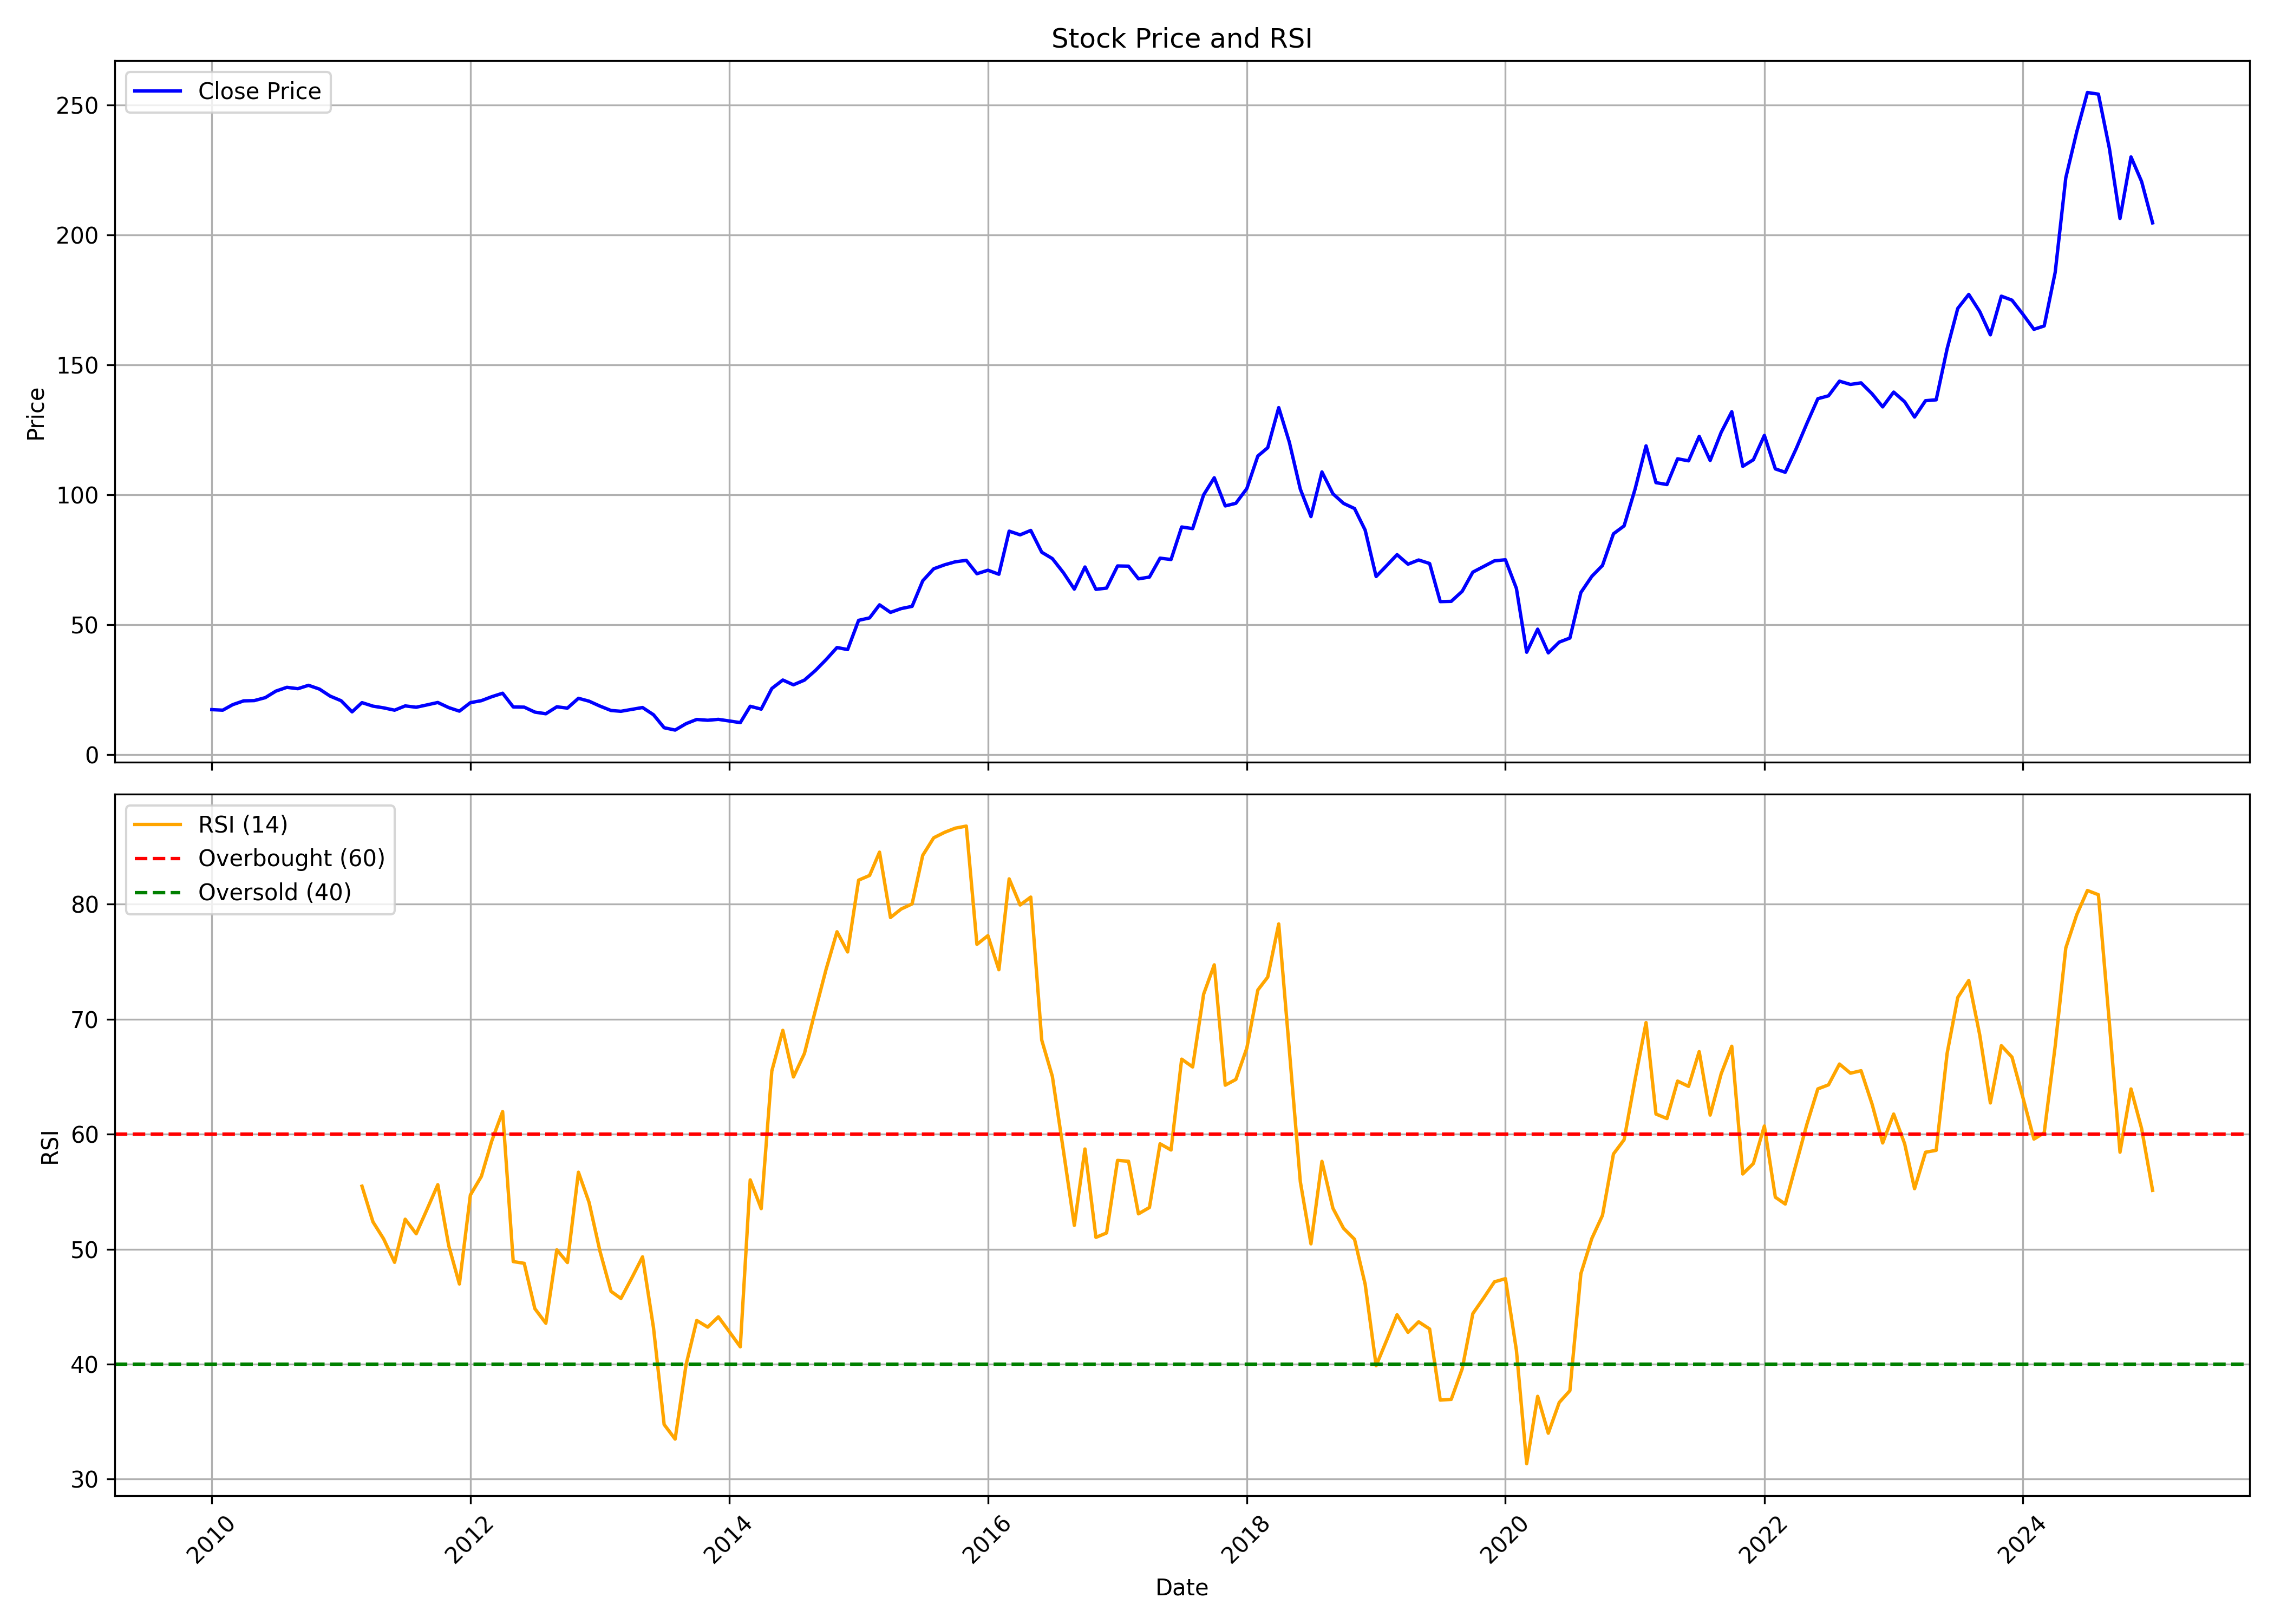 Stock Price and RSI
Close Price
250
200
150
100
50
0
Price
RSI (14)
Overbought (60)
Oversold (40)
80
70
60
50
40
30
RSI
2010
2012
2014
2016
2018
2020
2022
2024
Date